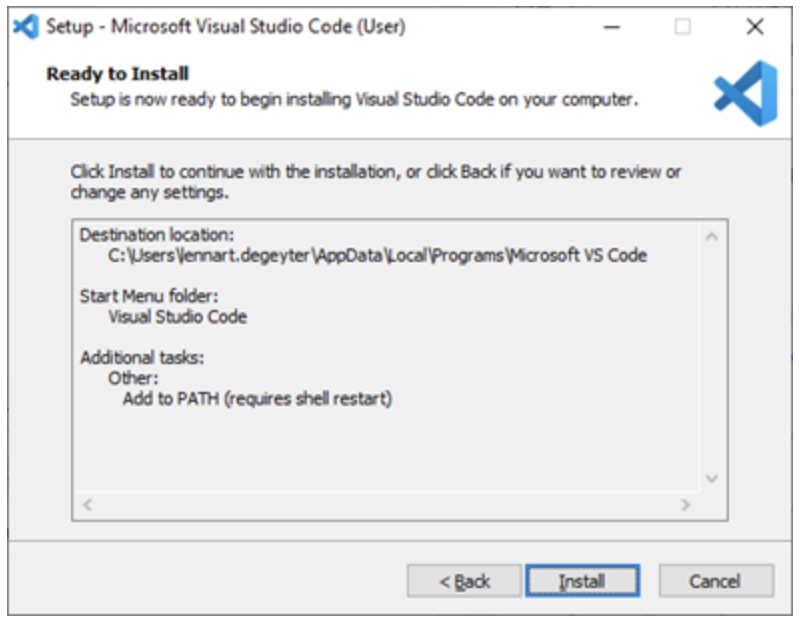 Setup - Microsoft Visual Studio Code (User)
Ready to Install
Setup is now ready to begin installing Visual Studio Code on your computer.
Click Install to continue with the installation, or click Back if you want to review or
change any settings.
Destination location:
C:\Users\lennart.degeyter\AppData\Local\Programs\Microsoft VS Code
Start Menu folder:
Visual Studio Code
Additional tasks:
Other:
Add to PATH (requires shell restart)
< Back
Install
Cancel